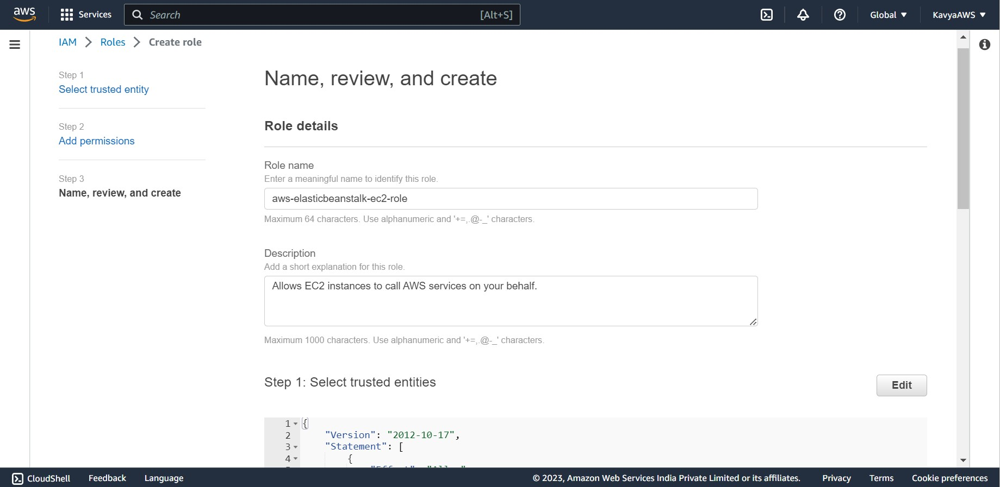 aws
Services
Search
[Alt+S]
Global
KavyaAWS
IAM
Roles
Create role
Step 1
Select trusted entity
Step 2
Add permissions
Step 3
Name, review, and create
Name, review, and create
Role details
Role name
Enter a meaningful name to identify this role.
aws-elasticbeanstalk-ec2-role
Maximum 64 characters. Use alphanumeric and '+=,.@-_' characters.
Description
Add a short explanation for this role.
Allows EC2 instances to call AWS services on your behalf.
Maximum 1000 characters. Use alphanumeric and '+=,.@-_' characters.
Step 1: Select trusted entities
Edit
1 {
2 "Version": "2012-10-17",
3 "Statement": [
4 {
CloudShell
Feedback
Language
© 2023, Amazon Web Services India Private Limited or its affiliates.
Privacy
Terms
Cookie preferences